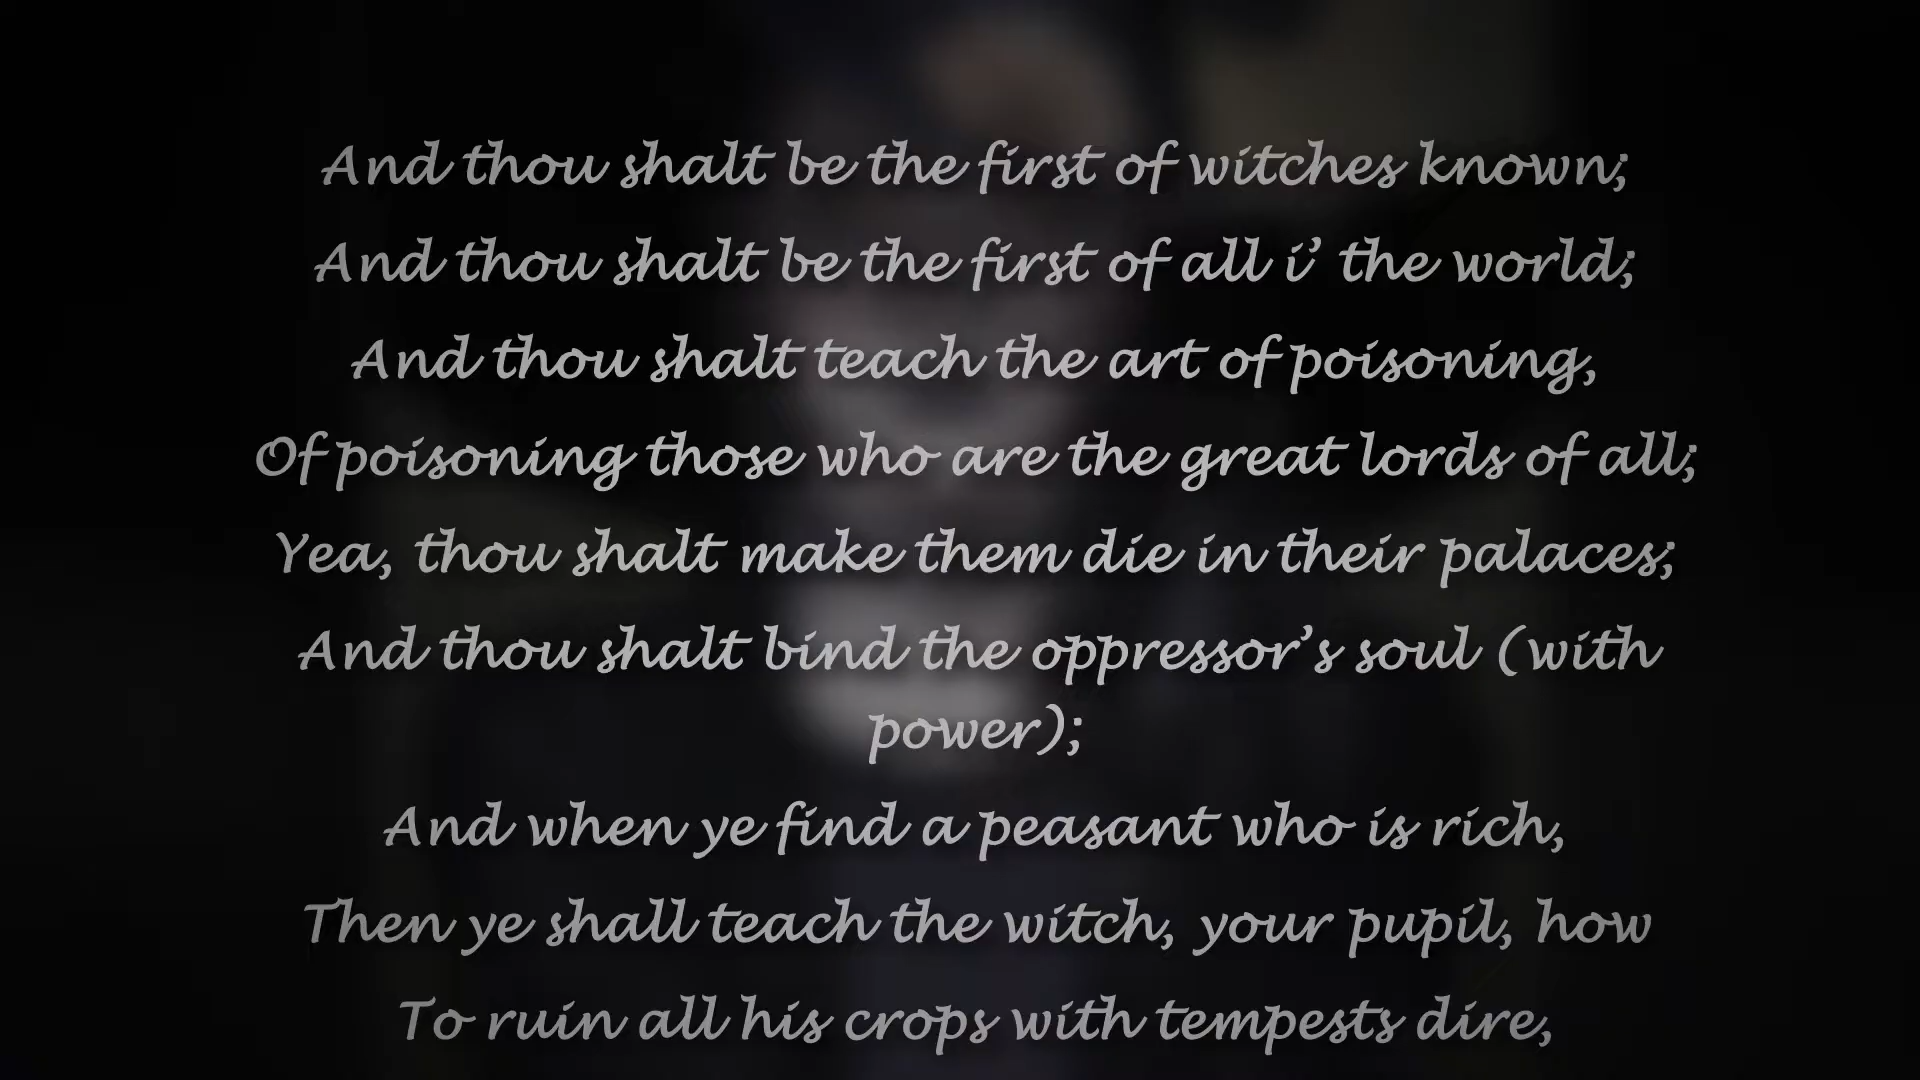 And thou shalt be the first of witches known;
And thou shalt be the first of all i’ the world;
And thou shalt teach the art of poisoning,
Of poisoning those who are the great lords of all;
Yea, thou shalt make them die in their palaces;
And thou shalt bind the oppressor’s soul (with
power);
And when ye find a peasant who is rich,
Then ye shall teach the witch, your pupil, how
To ruin all his crops with tempests dire,